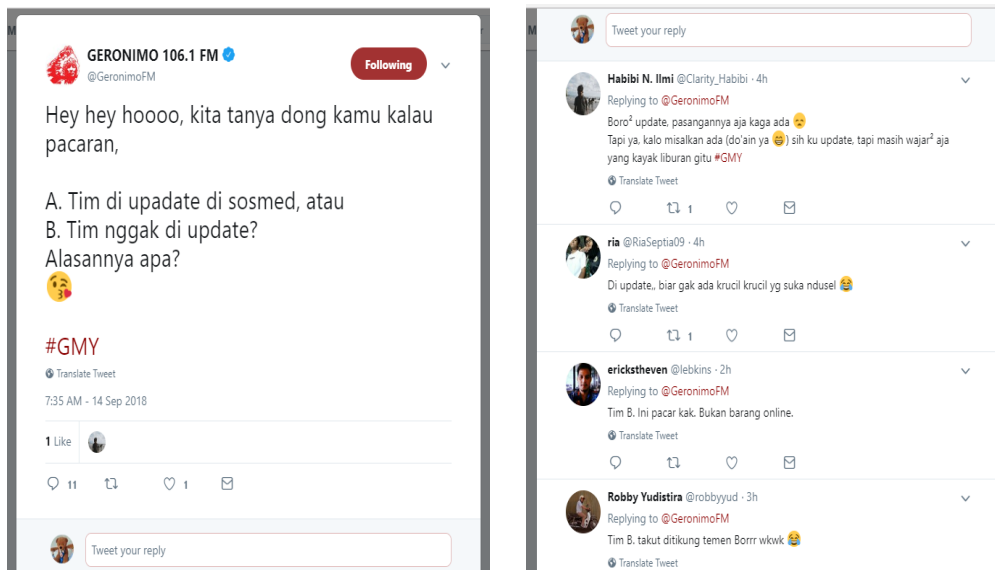 GERONIMO 106.1 FM
@GeronimoFM
Following
Hey hey hoooo, kita tanya dong kamu kalau
pacaran,
A. Tim di upadate di sosmed, atau
B. Tim nggak di update?
Alasannya apa?
#GMY
Translate Tweet
7:35 AM - 14 Sep 2018
1 Like
11
1
Tweet your reply
Tweet your reply
Habibi N. Ilmi @Clarity_Habibi · 4h
Replying to @GeronimoFM
Boro² update, pasangannya aja kaga ada
Tapi ya, kalo misalkan ada (do'ain ya 😁) sih ku update, tapi masih wajar² aja
yang kayak liburan gitu #GMY
Translate Tweet
1
ria @RiaSeptia09 · 4h
Replying to @GeronimoFM
Di update,, biar gak ada krucil krucil yg suka ndusel 😂
Translate Tweet
1
erickstheven @lebkins · 2h
Replying to @GeronimoFM
Tim B. Ini pacar kak. Bukan barang online.
Translate Tweet
Robby Yudistira @robbyyud · 3h
Replying to @GeronimoFM
Tim B. takut ditikung temen Borrr wkwk 😂
Translate Tweet